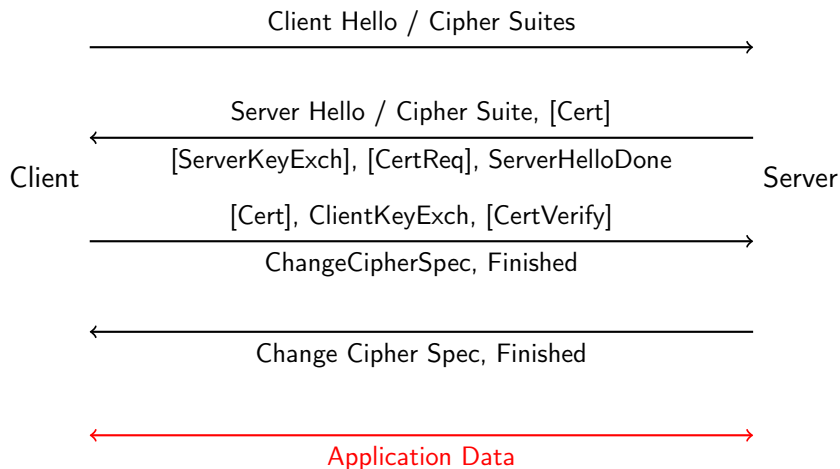 Client Hello / Cipher Suites
Server Hello / Cipher Suite, [Cert]
[ServerKeyExch], [CertReq], ServerHelloDone
Client
Server
[Cert], ClientKeyExch, [CertVerify]
ChangeCipherSpec, Finished
Change Cipher Spec, Finished
Application Data